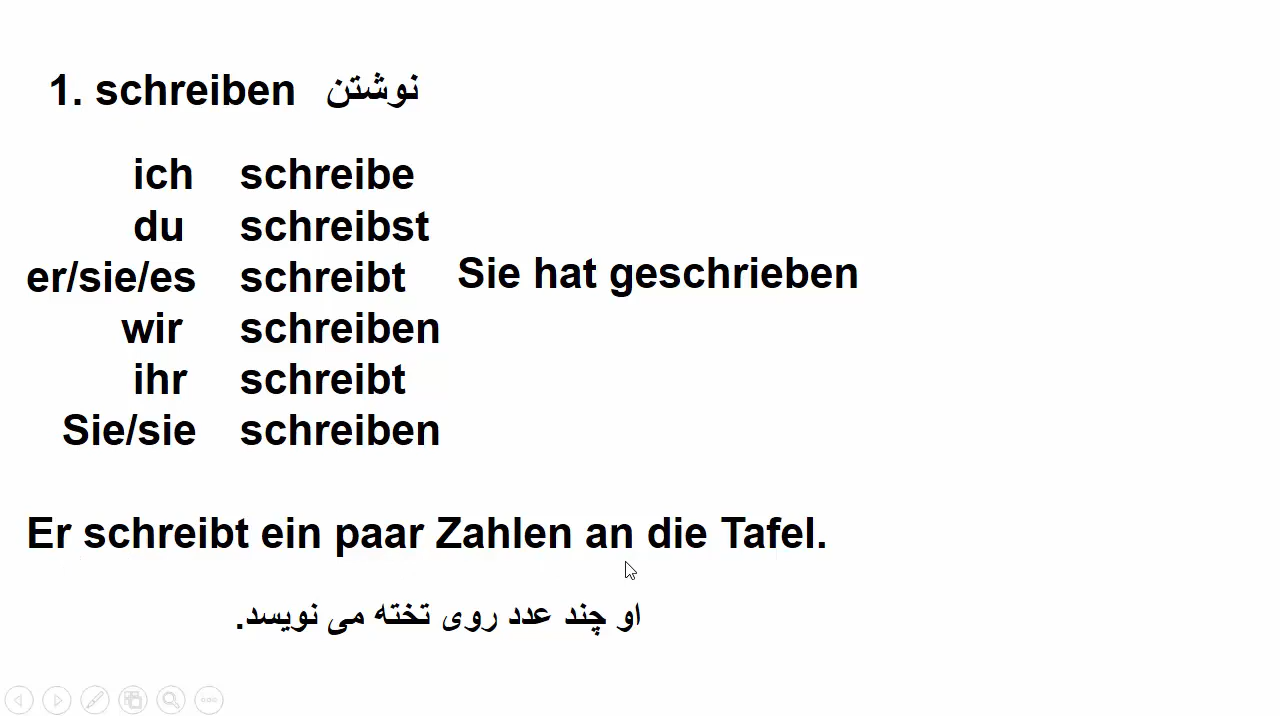 1. schreiben نوشتن
ich schreibe
du schreibst
er/sie/es schreibt Sie hat geschrieben
wir schreiben
ihr schreibt
Sie/sie schreiben
Er schreibt ein paar Zahlen an die Tafel.
او چند عدد روی تخته می نویسد.